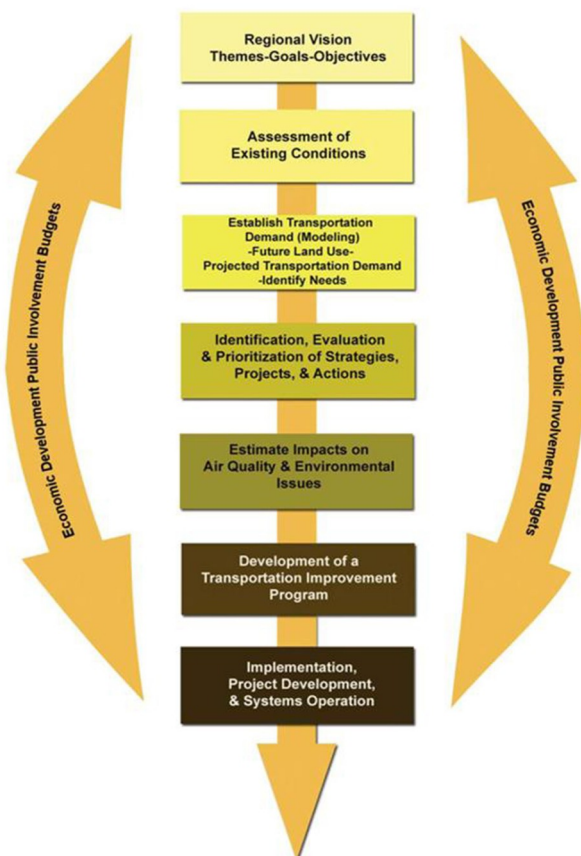 Regional Vision
Themes-Goals-Objectives
Assessment of
Existing Conditions
Establish Transportation
Demand (Modeling)
-Future Land Use-
Projected Transportation Demand
-Identify Needs
Identification, Evaluation
& Prioritization of Strategies,
Projects, & Actions
Estimate Impacts on
Air Quality & Environmental
Issues
Development of a
Transportation Improvement
Program
Implementation,
Project Development,
& Systems Operation
Economic Development Public Involvement Budgets
Economic Development Public Involvement Budgets